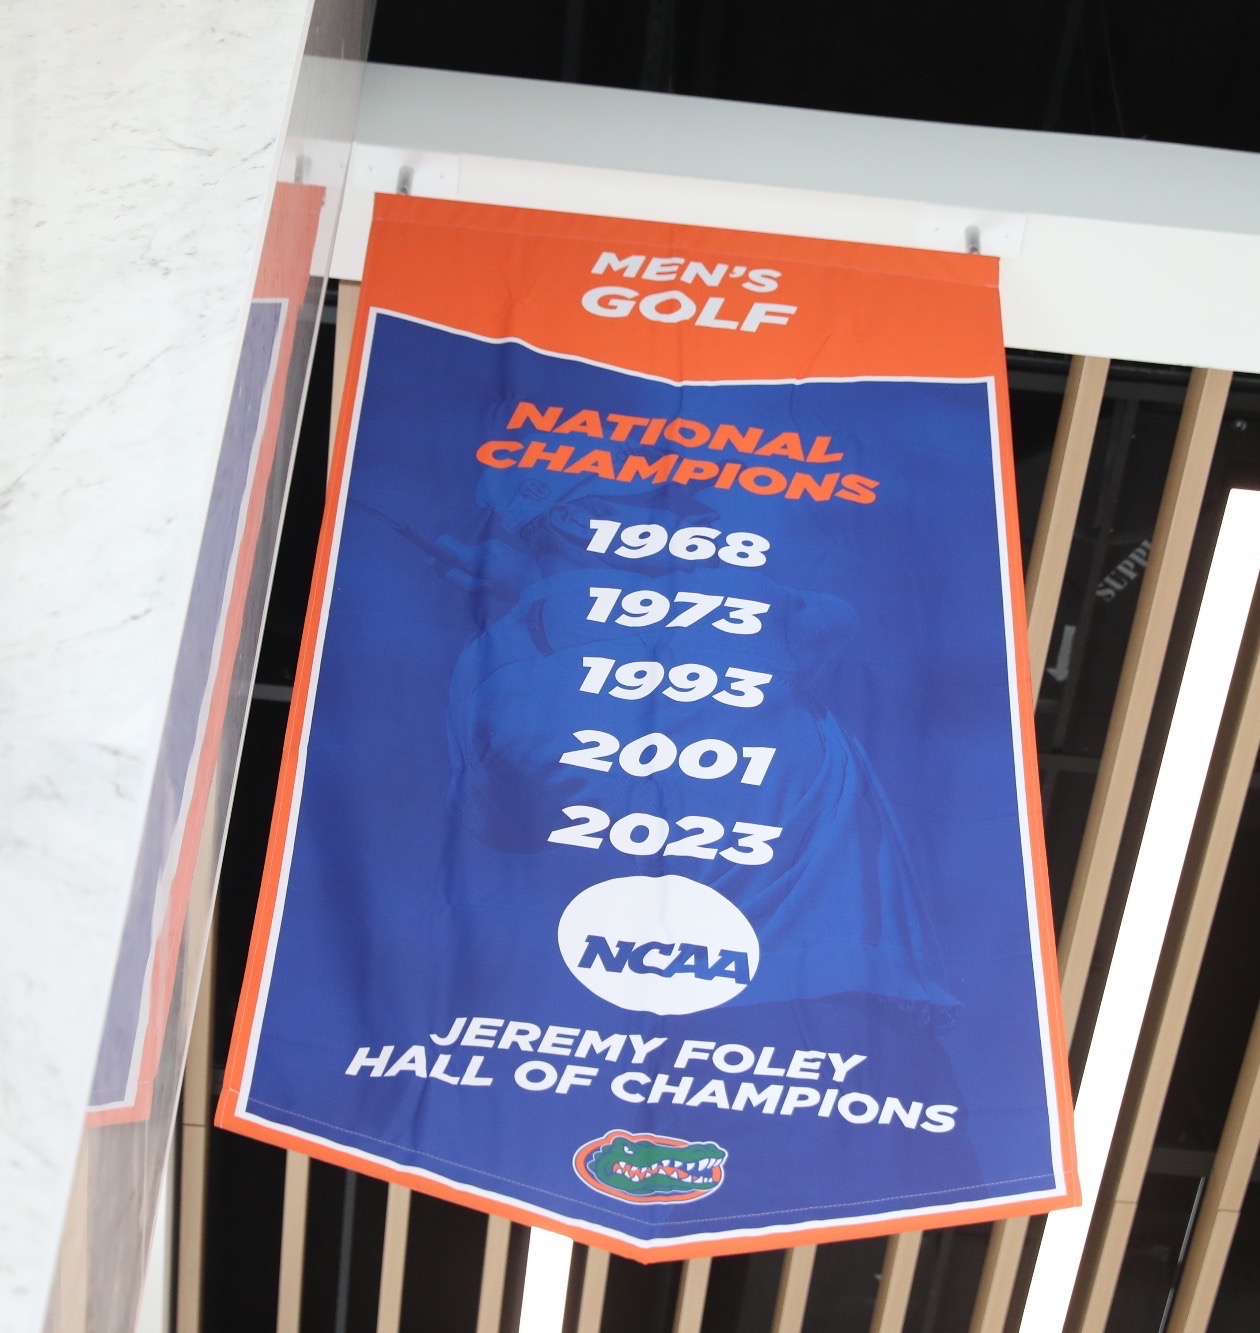 MEN'S
GOLF
NATIONAL
CHAMPIONS
1968
1973
1993
2001
2023
NCAA
JEREMY FOLEY
HALL OF CHAMPIONS